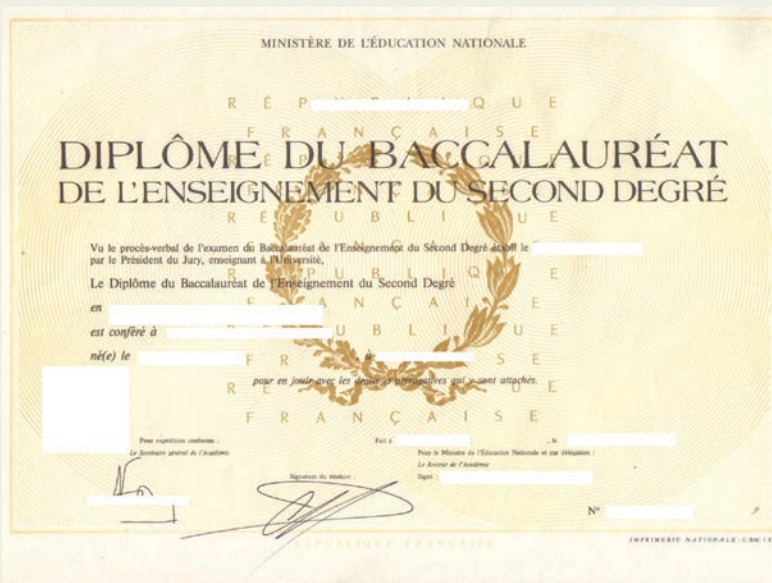 MINISTÈRE DE L'ÉDUCATION NATIONALE
R É P Q U E
F R A N Ç A I S E
DIPLÔME DU BACCALAURÉAT
DE L'ENSEIGNEMENT DU SECOND DEGRÉ
R É P U B L I Q U E
Vu le procès-verbal de l'examen du Baccalauréat de l'Enseignement du Second Degré établi le
par le Président du Jury, enseignant à l'Université,
Le Diplôme du Baccalauréat de l'Enseignement du Second Degré
en
est conféré à
né(e) le , à
pour en jouir avec les droits et prérogatives qui y sont attachés.
F R A N Ç A I S E
Pour expédition conforme :
Le Secrétaire général de l'Académie
Fait à , le
Pour le Ministre de l'Éducation Nationale et par délégation :
Le Recteur de l'Académie
Signature du titulaire :
Signé :
N°
RÉPUBLIQUE FRANÇAISE
IMPRIMERIE NATIONALE